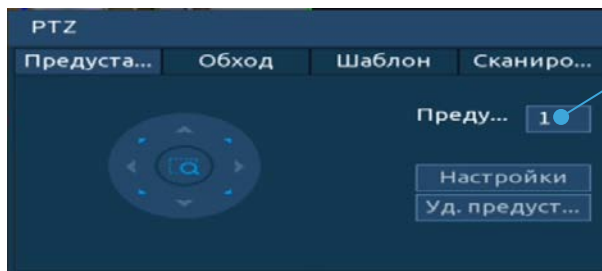 PTZ
Предуста... Обход Шаблон Сканиро...
Преду... 1
Настройки
Уд. предуст...